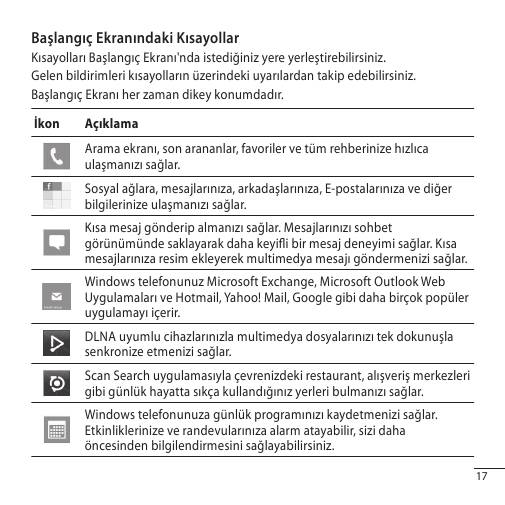 Başlangıç Ekranındaki Kısayollar
Kısayolları Başlangıç Ekranı'nda istediğiniz yere yerleştirebilirsiniz.
Gelen bildirimleri kısayolların üzerindeki uyarılardan takip edebilirsiniz.
Başlangıç Ekranı her zaman dikey konumdadır.
İkon Açıklama
Arama ekranı, son arananlar, favoriler ve tüm rehberinize hızlıca
ulaşmanızı sağlar.
Sosyal ağlara, mesajlarınıza, arkadaşlarınıza, E-postalarınıza ve diğer
bilgilerinize ulaşmanızı sağlar.
Kısa mesaj gönderip almanızı sağlar. Mesajlarınızı sohbet
görünümünde saklayarak daha keyifli bir mesaj deneyimi sağlar. Kısa
mesajlarınıza resim ekleyerek multimedya mesajı göndermenizi sağlar.
Windows telefonunuz Microsoft Exchange, Microsoft Outlook Web
Uygulamaları ve Hotmail, Yahoo! Mail, Google gibi daha birçok popüler
uygulamayı içerir.
DLNA uyumlu cihazlarınızla multimedya dosyalarınızı tek dokunuşla
senkronize etmenizi sağlar.
Scan Search uygulamasıyla çevrenizdeki restaurant, alışveriş merkezleri
gibi günlük hayatta sıkça kullandığınız yerleri bulmanızı sağlar.
Windows telefonunuza günlük programınızı kaydetmenizi sağlar.
Etkinliklerinize ve randevularınıza alarm atayabilir, sizi daha
öncesinden bilgilendirmesini sağlayabilirsiniz.
17